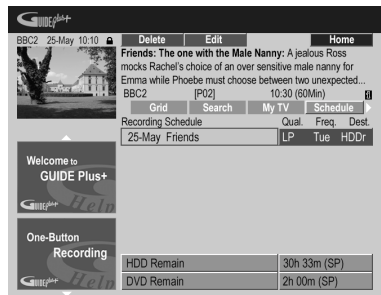 GUIDE Plus+
BBC2 25-May 10:10
Delete Edit Home
Friends: The one with the Male Nanny: A jealous Ross
mocks Rachel's choice of an over sensitive male nanny for
Emma while Phoebe must choose between two unexpected...
BBC2 [P02] 10:30 (60Min)
Grid Search My TV Schedule
Recording Schedule Qual. Freq. Dest.
25-May Friends LP Tue HDDr
Welcome to
GUIDE Plus+
GUIDE Plus+ Help
One-Button
Recording
GUIDE Plus+ Help
HDD Remain 30h 33m (SP)
DVD Remain 2h 00m (SP)